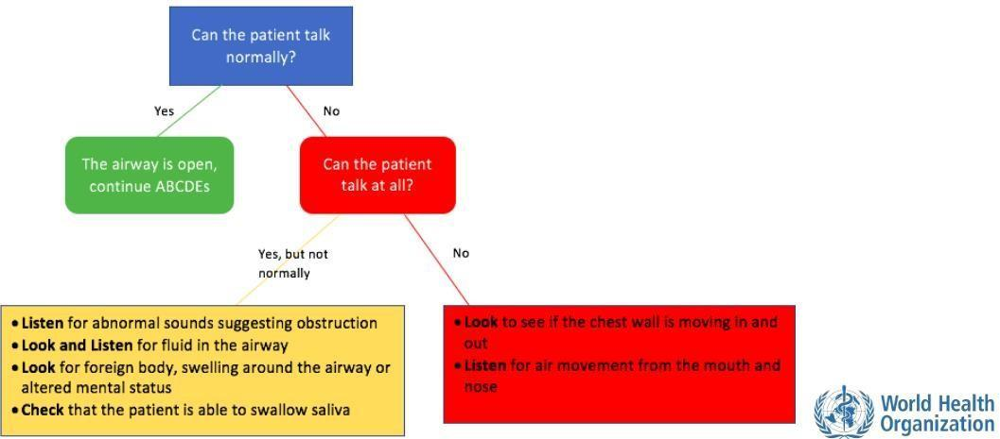 Can the patient talk
normally?
Yes
No
The airway is open,
continue ABCDEs
Can the patient
talk at all?
Yes, but not
normally
No
• Listen for abnormal sounds suggesting obstruction
• Look and Listen for fluid in the airway
• Look for foreign body, swelling around the airway or
altered mental status
• Check that the patient is able to swallow saliva
• Look to see if the chest wall is moving in and
out
• Listen for air movement from the mouth and
nose
World Health
Organization